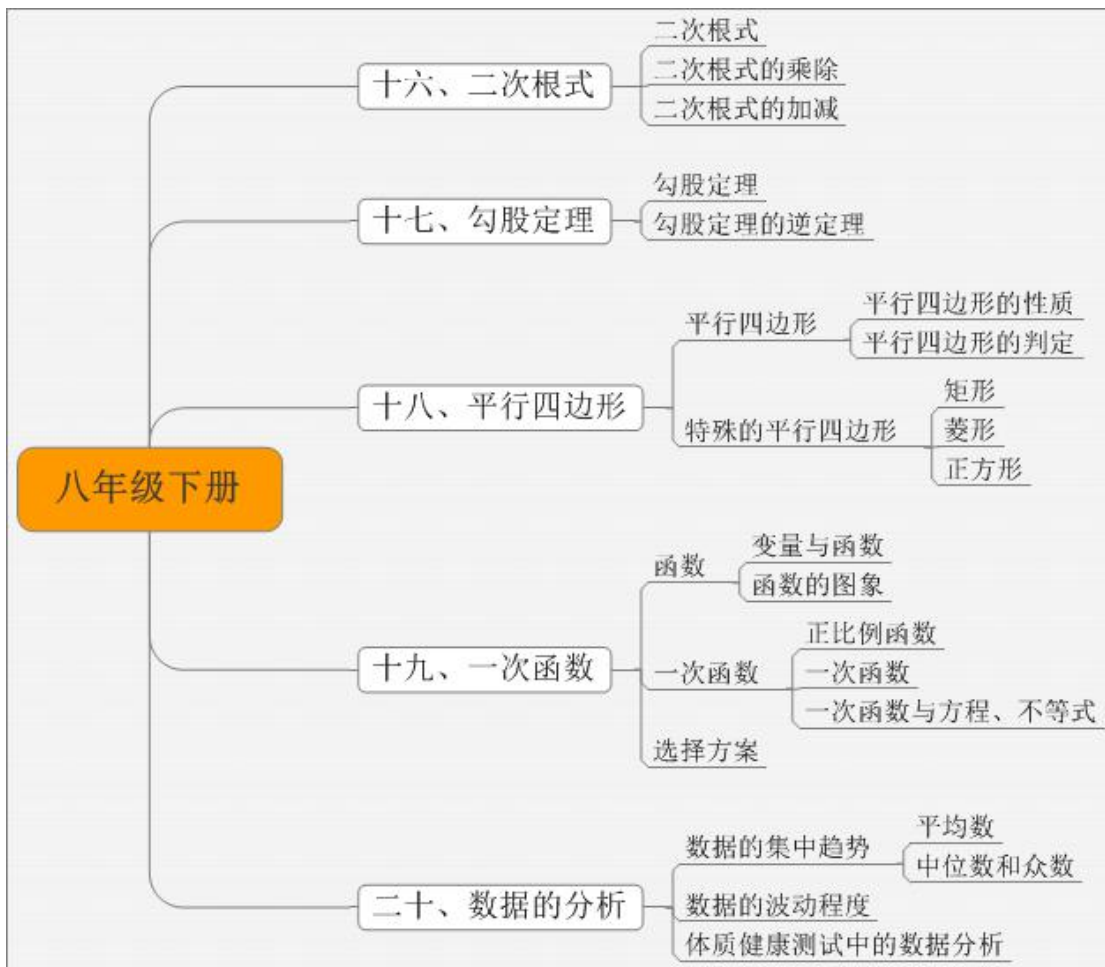 八年级下册
十六、二次根式
二次根式
二次根式的乘除
二次根式的加减
十七、勾股定理
勾股定理
勾股定理的逆定理
十八、平行四边形
平行四边形
平行四边形的性质
平行四边形的判定
特殊的平行四边形
矩形
菱形
正方形
十九、一次函数
函数
变量与函数
函数的图象
一次函数
正比例函数
一次函数
一次函数与方程、不等式
选择方案
二十、数据的分析
数据的集中趋势
平均数
中位数和众数
数据的波动程度
体质健康测试中的数据分析